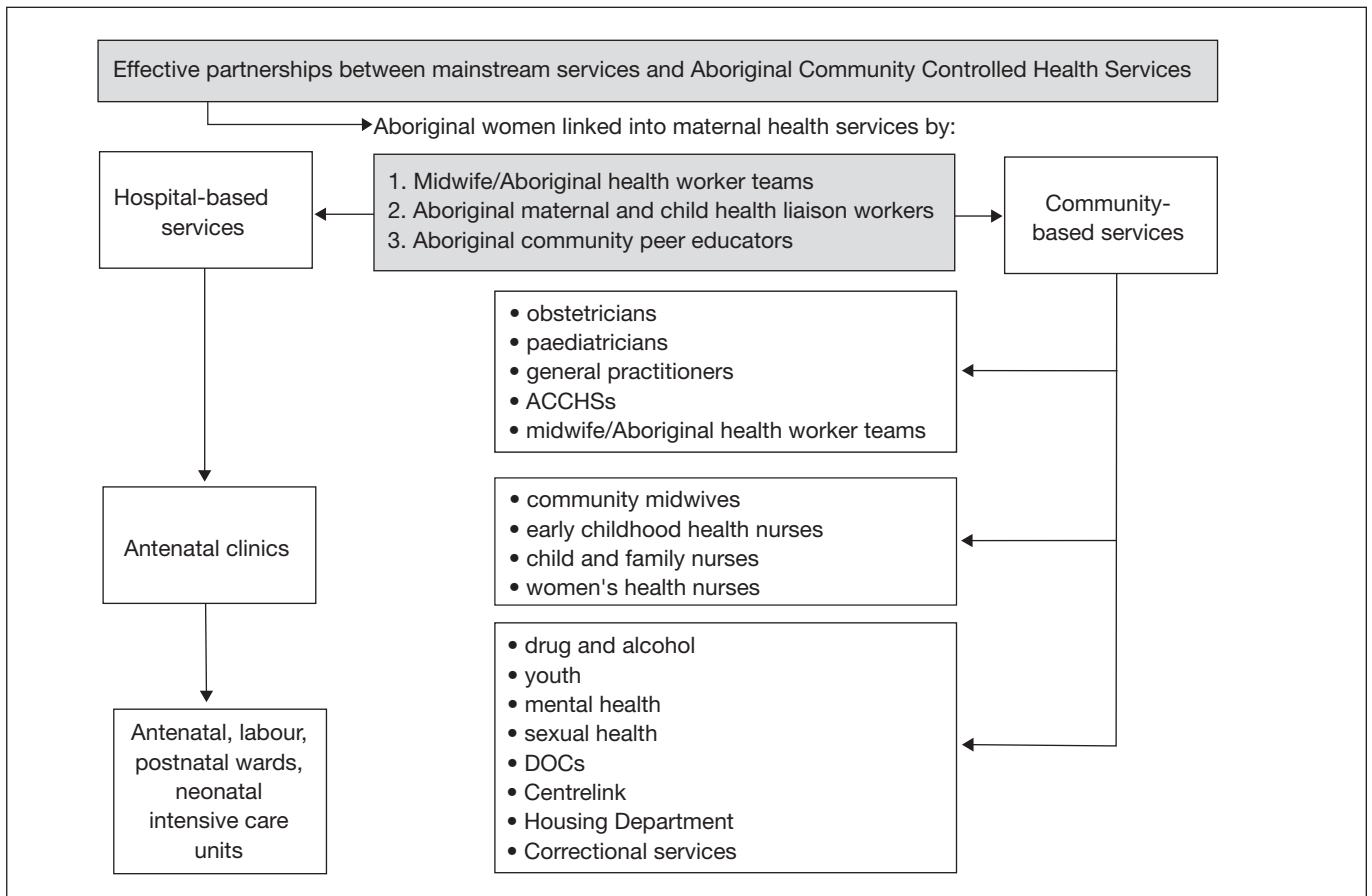 Effective partnerships between mainstream services and Aboriginal Community Controlled Health Services
Aboriginal women linked into maternal health services by:
Hospital-based
services
1. Midwife/Aboriginal health worker teams
2. Aboriginal maternal and child health liaison workers
3. Aboriginal community peer educators
Community-
based services
• obstetricians
• paediatricians
• general practitioners
• ACCHSs
• midwife/Aboriginal health worker teams
Antenatal clinics
• community midwives
• early childhood health nurses
• child and family nurses
• women's health nurses
Antenatal, labour,
postnatal wards,
neonatal
intensive care
units
• drug and alcohol
• youth
• mental health
• sexual health
• DOCs
• Centrelink
• Housing Department
• Correctional services